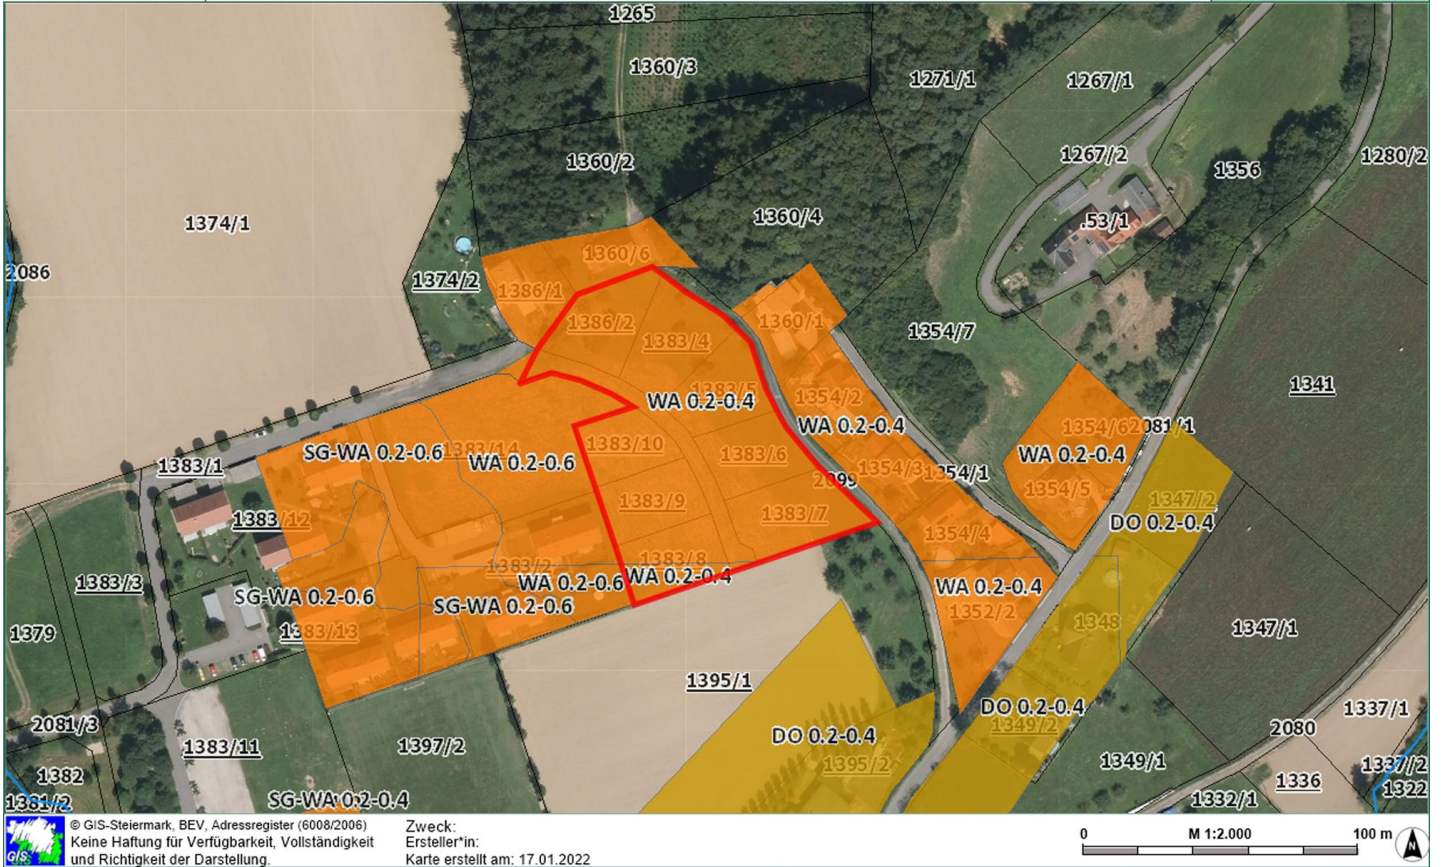 1265
1360/3
1271/1
1267/1
1360/2
1267/2
1356
1280/2
1374/1
1360/4
.53/1
2086
1374/2
1360/6
1386/1
1386/2
1383/4
1360/1
1354/7
1383/5
WA 0.2-0.4
1354/2
WA 0.2-0.4
1341
1354/6
2081/1
SG-WA 0.2-0.6
1383/14
WA 0.2-0.6
1383/10
1383/6
WA 0.2-0.4
1383/1
1354/3
1354/1
2099
1354/5
1347/2
DO 0.2-0.4
1383/12
1383/9
1383/7
1354/4
1383/3
1383/2
1383/8
WA 0.2-0.6
WA 0.2-0.4
WA 0.2-0.4
SG-WA 0.2-0.6
SG-WA 0.2-0.6
1352/2
1348
1347/1
1379
1383/13
1395/1
DO 0.2-0.4
1349/2
1337/1
2081/3
1383/11
1397/2
DO 0.2-0.4
1395/2
2080
1349/1
1382
1336
1337/2
1322
1381/2
SG-WA 0.2-0.4
1332/1
GIS
© GIS-Steiermark, BEV, Adressregister (6008/2006)
Keine Haftung für Verfügbarkeit, Vollständigkeit
und Richtigkeit der Darstellung.
Zweck:
Ersteller*in:
Karte erstellt am: 17.01.2022
0 M 1:2.000 100 m
N